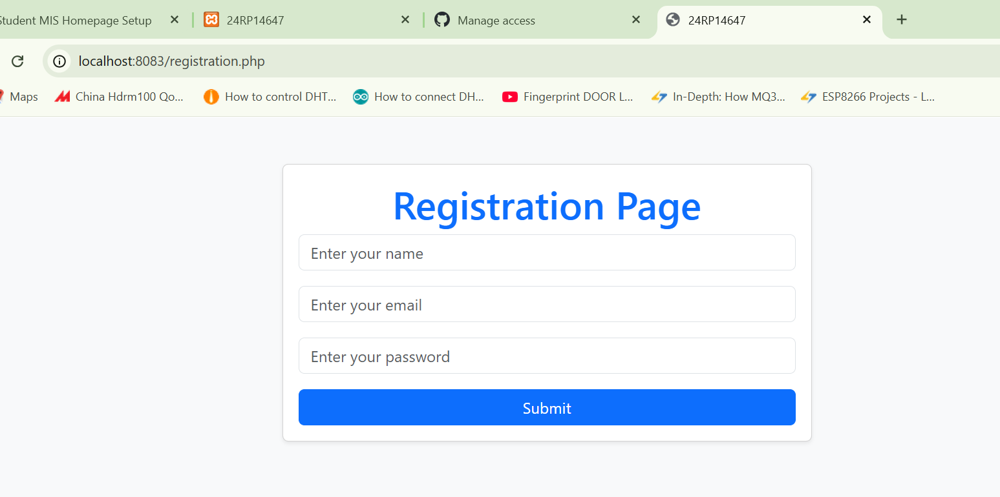 Student MIS Homepage Setup
24RP14647
Manage access
24RP14647
localhost:8083/registration.php
Maps
China Hdrm100 Qo...
How to control DHT...
How to connect DH...
Fingerprint DOOR L...
In-Depth: How MQ3...
ESP8266 Projects - L...
Registration Page
Enter your name
Enter your email
Enter your password
Submit